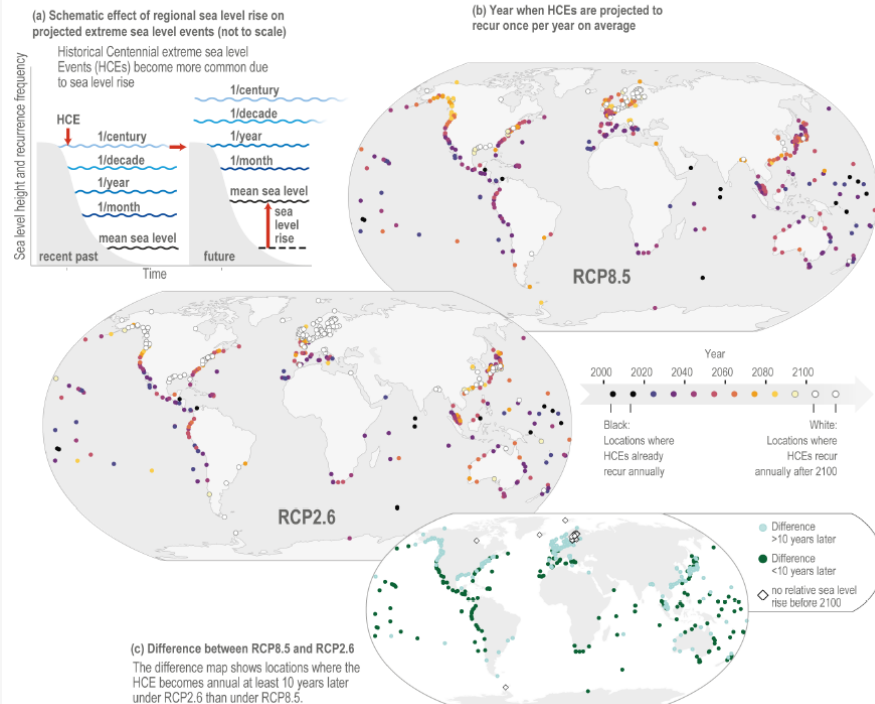 (a) Schematic effect of regional sea level rise on
projected extreme sea level events (not to scale)
Historical Centennial extreme sea level
Events (HCEs) become more common due
to sea level rise
Sea level height and recurrence frequency
HCE
1/century
1/decade
1/year
1/month
mean sea level
recent past
1/century
1/decade
1/year
1/month
mean sea level
sea
level
rise
future
Time
(b) Year when HCEs are projected to
recur once per year on average
RCP8.5
RCP2.6
Year
2000 2020 2040 2060 2080 2100
Black:
Locations where
HCEs already
recur annually
White:
Locations where
HCEs recur
annually after 2100
Difference
>10 years later
Difference
<10 years later
no relative sea level
rise before 2100
(c) Difference between RCP8.5 and RCP2.6
The difference map shows locations where the
HCE becomes annual at least 10 years later
under RCP2.6 than under RCP8.5.